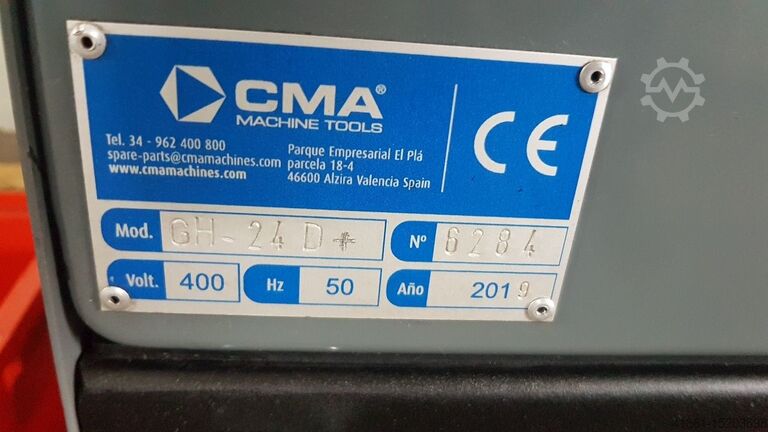 CMA®
MACHINE TOOLS
Tel. 34 - 962 400 800
spare-parts@cmamachines.com
www.cmamachines.com
Parque Empresarial El Plá
parcela 18-4
46600 Alzira Valencia Spain
CE
Mod. GH-24 D+
Nº 6284
Volt. 400
Hz 50
Año 2019